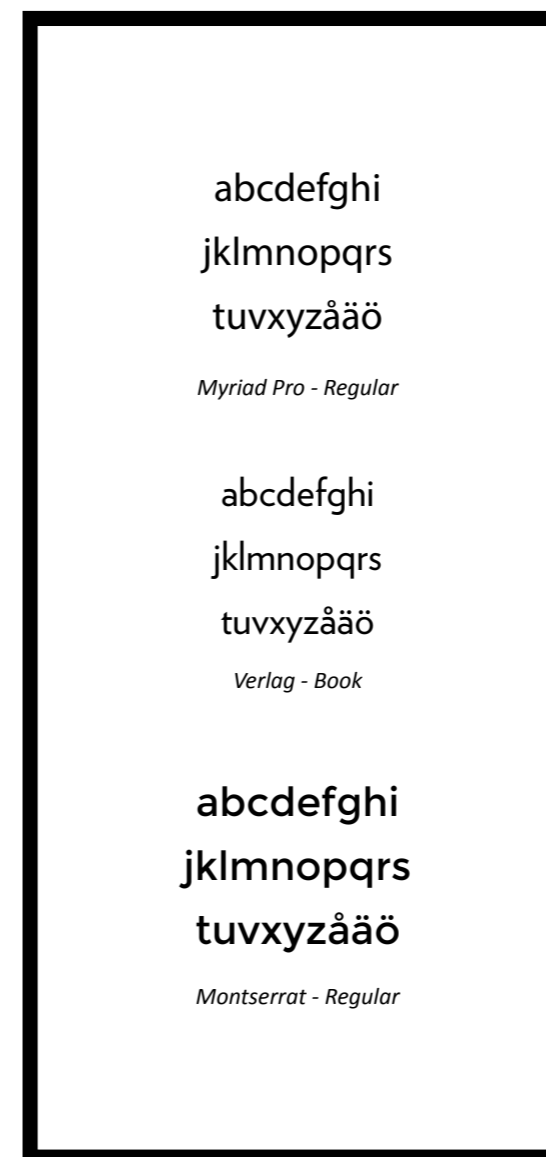 abcdefghi
jklmnopqrs
tuvxyzåäö
Myriad Pro - Regular
abcdefghi
jklmnopqrs
tuvxyzåäö
Verlag - Book
abcdefghi
jklmnopqrs
tuvxyzåäö
Montserrat - Regular